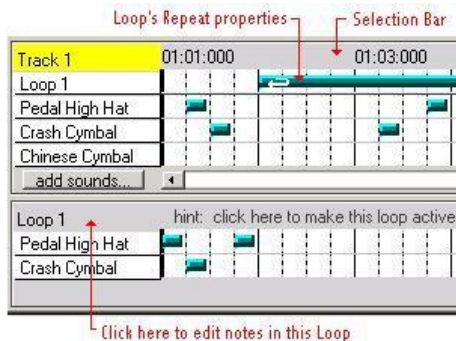 Loop's Repeat properties
Selection Bar
Track 1 01:01:000 01:03:000
Loop 1
Pedal High Hat
Crash Cymbal
Chinese Cymbal
add sounds...
Loop 1 hint: click here to make this loop active
Pedal High Hat
Crash Cymbal
Click here to edit notes in this Loop